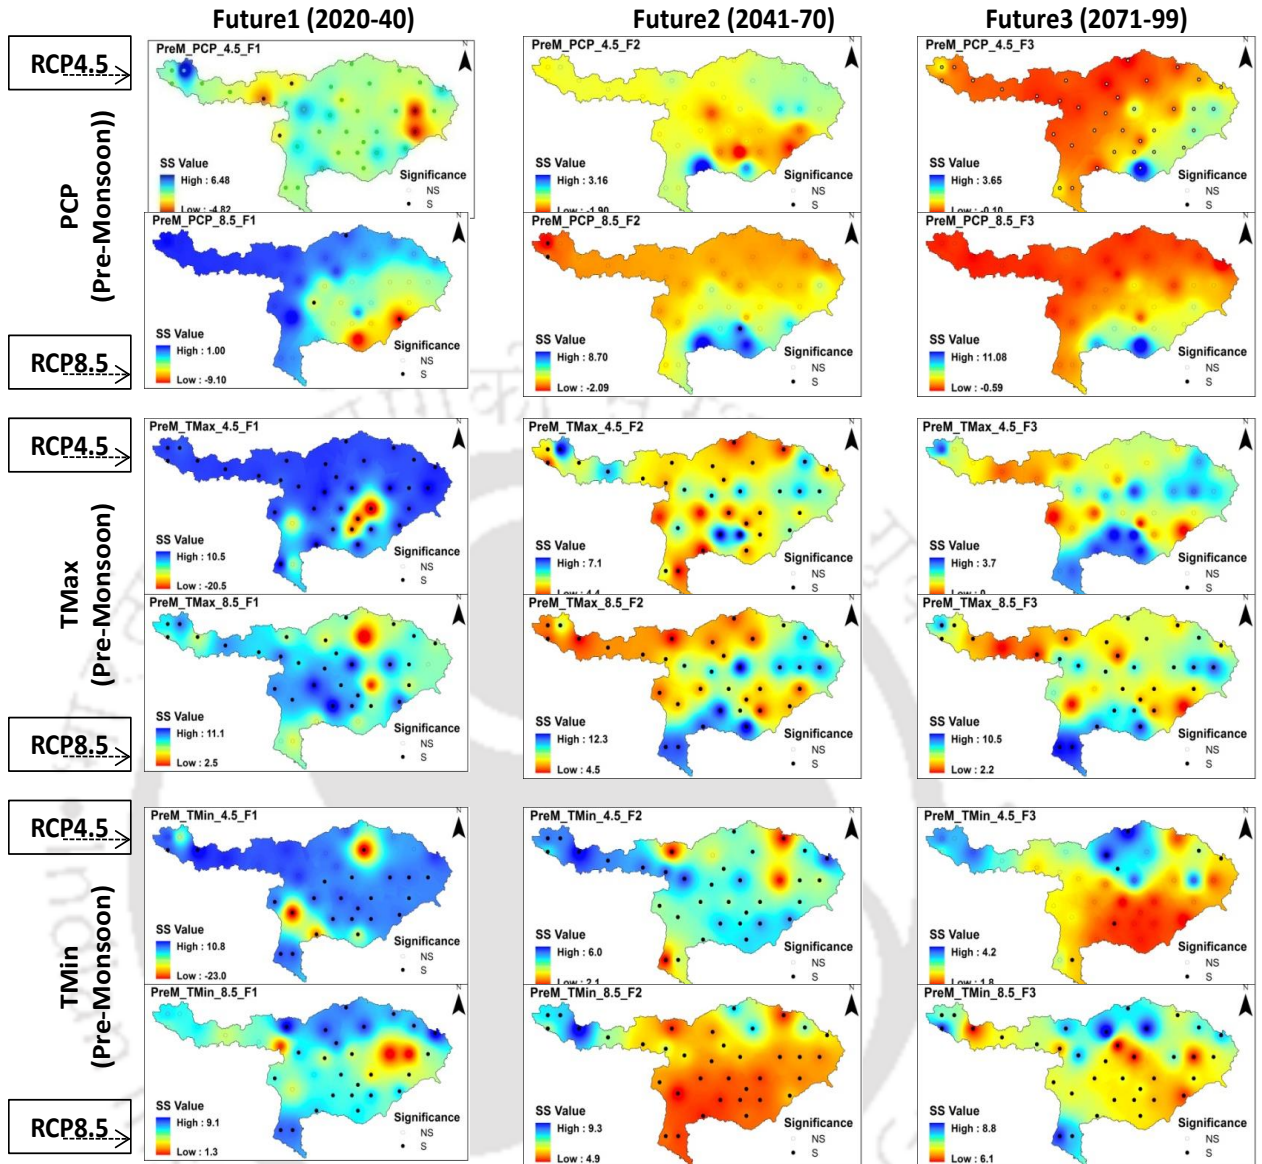 Future1 (2020-40)
Future2 (2041-70)
Future3 (2071-99)
RCP4.5
PCP
(Pre-Monsoon))
RCP8.5
PreM_PCP_4.5_F1
N
SS Value
High : 6.48
-4.82
Significance
NS
S
PreM_PCP_4.5_F2
N
SS Value
High : 3.16
-1.90
Significance
NS
S
PreM_PCP_4.5_F3
N
SS Value
High : 3.65
-0.10
Significance
NS
S
PreM_PCP_8.5_F1
N
SS Value
High : 1.00
Low : -9.10
Significance
NS
S
PreM_PCP_8.5_F2
N
SS Value
High : 8.70
Low : -2.09
Significance
NS
S
PreM_PCP_8.5_F3
N
SS Value
High : 11.08
Low : -0.59
Significance
NS
S
RCP4.5
TMax
(Pre-Monsoon)
RCP8.5
PreM_TMax_4.5_F1
N
SS Value
High : 10.5
Low : -20.5
Significance
NS
S
PreM_TMax_4.5_F2
N
SS Value
High : 7.1
Significance
NS
S
PreM_TMax_4.5_F3
N
SS Value
High : 3.7
Significance
NS
S
PreM_TMax_8.5_F1
N
SS Value
High : 11.1
Low : 2.5
Significance
NS
S
PreM_TMax_8.5_F2
N
SS Value
High : 12.3
Low : 4.5
Significance
NS
S
PreM_TMax_8.5_F3
N
SS Value
High : 10.5
Low : 2.2
Significance
NS
S
RCP4.5
TMin
(Pre-Monsoon)
RCP8.5
PreM_TMin_4.5_F1
N
SS Value
High : 10.8
Low : -23.0
Significance
NS
S
PreM_TMin_4.5_F2
N
SS Value
High : 6.0
Significance
NS
S
PreM_TMin_4.5_F3
N
SS Value
High : 4.2
Significance
NS
S
PreM_TMin_8.5_F1
N
SS Value
High : 9.1
Low : 1.3
Significance
NS
S
PreM_TMin_8.5_F2
N
SS Value
High : 9.3
Low : 4.9
Significance
NS
S
PreM_TMin_8.5_F3
N
SS Value
High : 8.8
Low : 6.1
Significance
NS
S